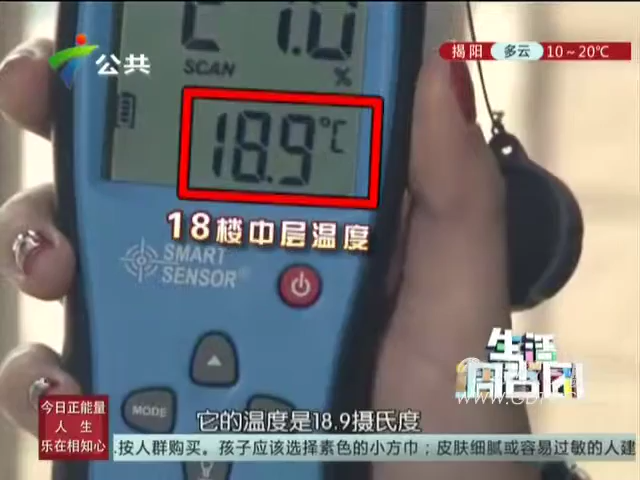 公共
揭阳 多云 10~20℃
SCAN
%
18.9℃
18楼中层温度
SMART
SENSOR®
MODE
生活
它的温度是18.9摄氏度
今日正能量
人生
乐在相知心
.按人群购买。孩子应该选择素色的小方巾；皮肤细腻或容易过敏的人建